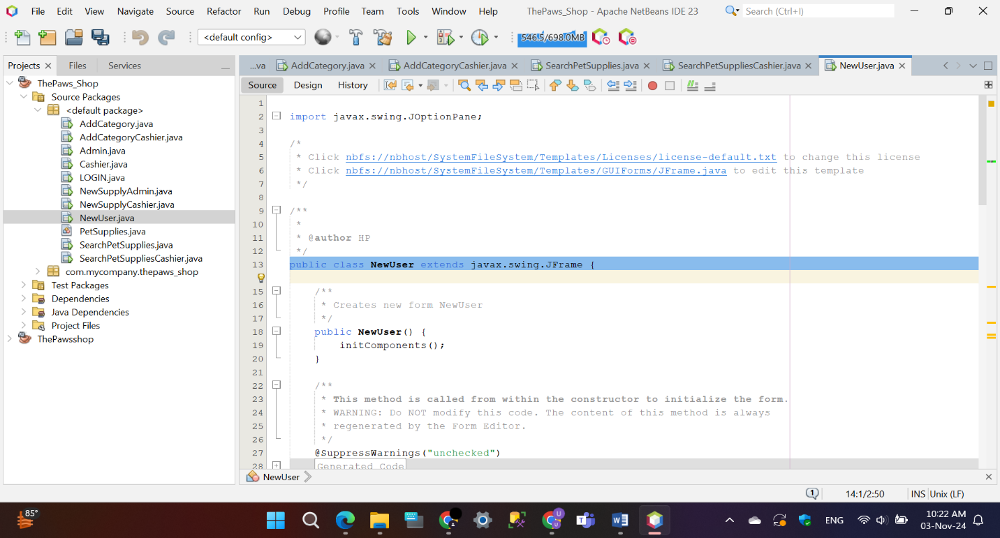 File Edit View Navigate Source Refactor Run Debug Profile Team Tools Window Help ThePaws_Shop - Apache NetBeans IDE 23 Search (Ctrl+I)
<default config> 546.5/698.0MB
Projects Files Services
...va AddCategory.java AddCategoryCashier.java SearchPetSupplies.java SearchPetSuppliesCashier.java NewUser.java
Source Design History
ThePaws_Shop
Source Packages
<default package>
AddCategory.java
AddCategoryCashier.java
Admin.java
Cashier.java
LOGIN.java
NewSupplyAdmin.java
NewSupplyCashier.java
NewUser.java
PetSupplies.java
SearchPetSupplies.java
SearchPetSuppliesCashier.java
com.mycompany.thepaws_shop
Test Packages
Dependencies
Java Dependencies
Project Files
ThePawsshop
1
2 import javax.swing.JOptionPane;
3
4 /*
5 * Click nbfs://nbhost/SystemFileSystem/Templates/Licenses/license-default.txt to change this license
6 * Click nbfs://nbhost/SystemFileSystem/Templates/GUIForms/JFrame.java to edit this template
7 */
8
9 /**
10 *
11 * @author HP
12 */
13 public class NewUser extends javax.swing.JFrame {
15 /**
16 * Creates new form NewUser
17 */
18 public NewUser() {
19 initComponents();
20 }
21
22 /**
23 * This method is called from within the constructor to initialize the form.
24 * WARNING: Do NOT modify this code. The content of this method is always
25 * regenerated by the Form Editor.
26 */
27 @SuppressWarnings("unchecked")
28 Generated Code
NewUser
1 14:1/2:50 INS Unix (LF)
85° ENG 10:22 AM
03-Nov-24